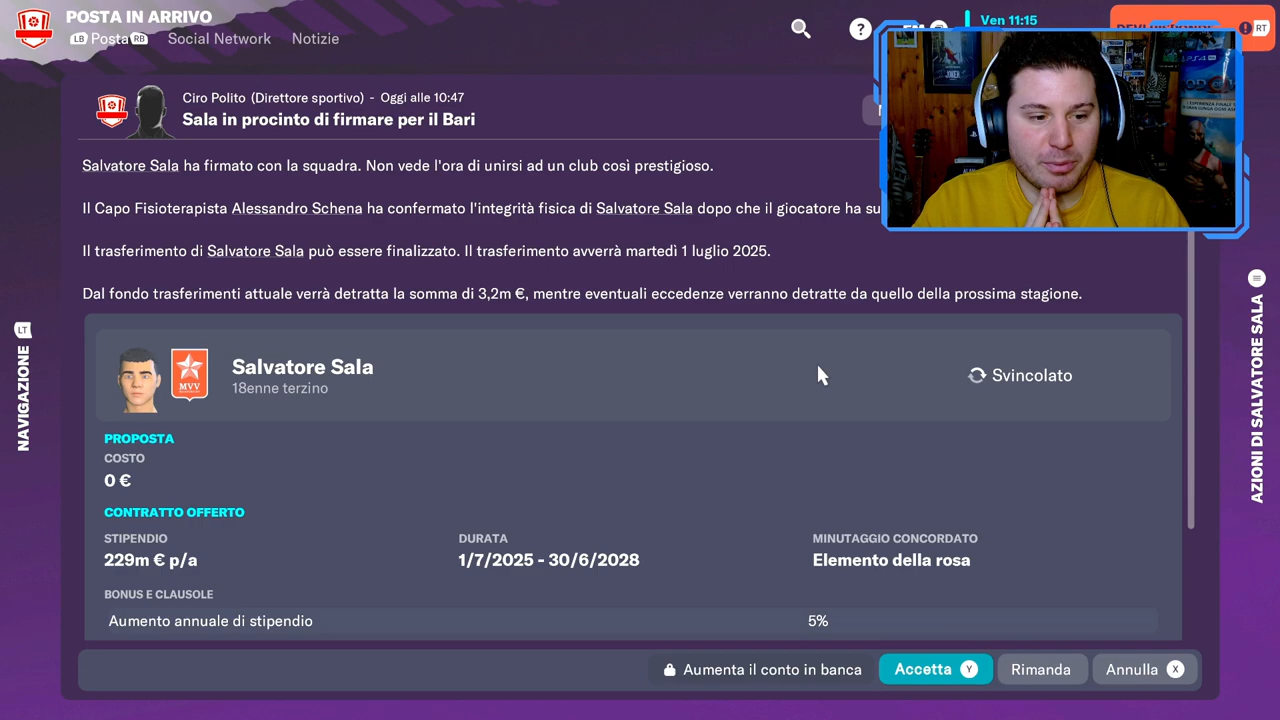 POSTA IN ARRIVO
LB Posta RB Social Network Notizie
Ven 11:15
RT
Ciro Polito (Direttore sportivo) - Oggi alle 10:47
Sala in procinto di firmare per il Bari
Salvatore Sala ha firmato con la squadra. Non vede l'ora di unirsi ad un club così prestigioso.
Il Capo Fisioterapista Alessandro Schena ha confermato l'integrità fisica di Salvatore Sala dopo che il giocatore ha su
Il trasferimento di Salvatore Sala può essere finalizzato. Il trasferimento avverrà martedì 1 luglio 2025.
Dal fondo trasferimenti attuale verrà detratta la somma di 3,2m €, mentre eventuali eccedenze verranno detratte da quello della prossima stagione.
MVV
Salvatore Sala
18enne terzino
Svincolato
PROPOSTA
COSTO
0 €
CONTRATTO OFFERTO
STIPENDIO DURATA MINUTAGGIO CONCORDATO
229m € p/a 1/7/2025 - 30/6/2028 Elemento della rosa
BONUS E CLAUSOLE
Aumento annuale di stipendio 5%
Aumenta il conto in banca Accetta Y Rimanda Annulla X
LT
NAVIGAZIONE
AZIONI DI SALVATORE SALA
JOKER
PS4